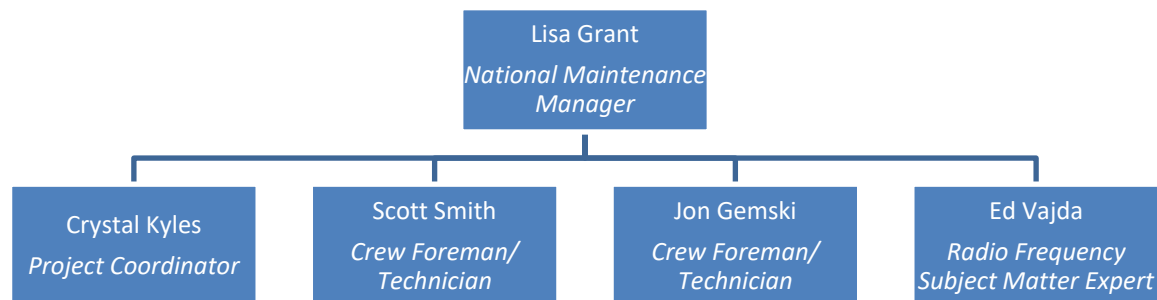 Lisa Grant
National Maintenance
Manager
Crystal Kyles
Project Coordinator
Scott Smith
Crew Foreman/
Technician
Jon Gemski
Crew Foreman/
Technician
Ed Vajda
Radio Frequency
Subject Matter Expert